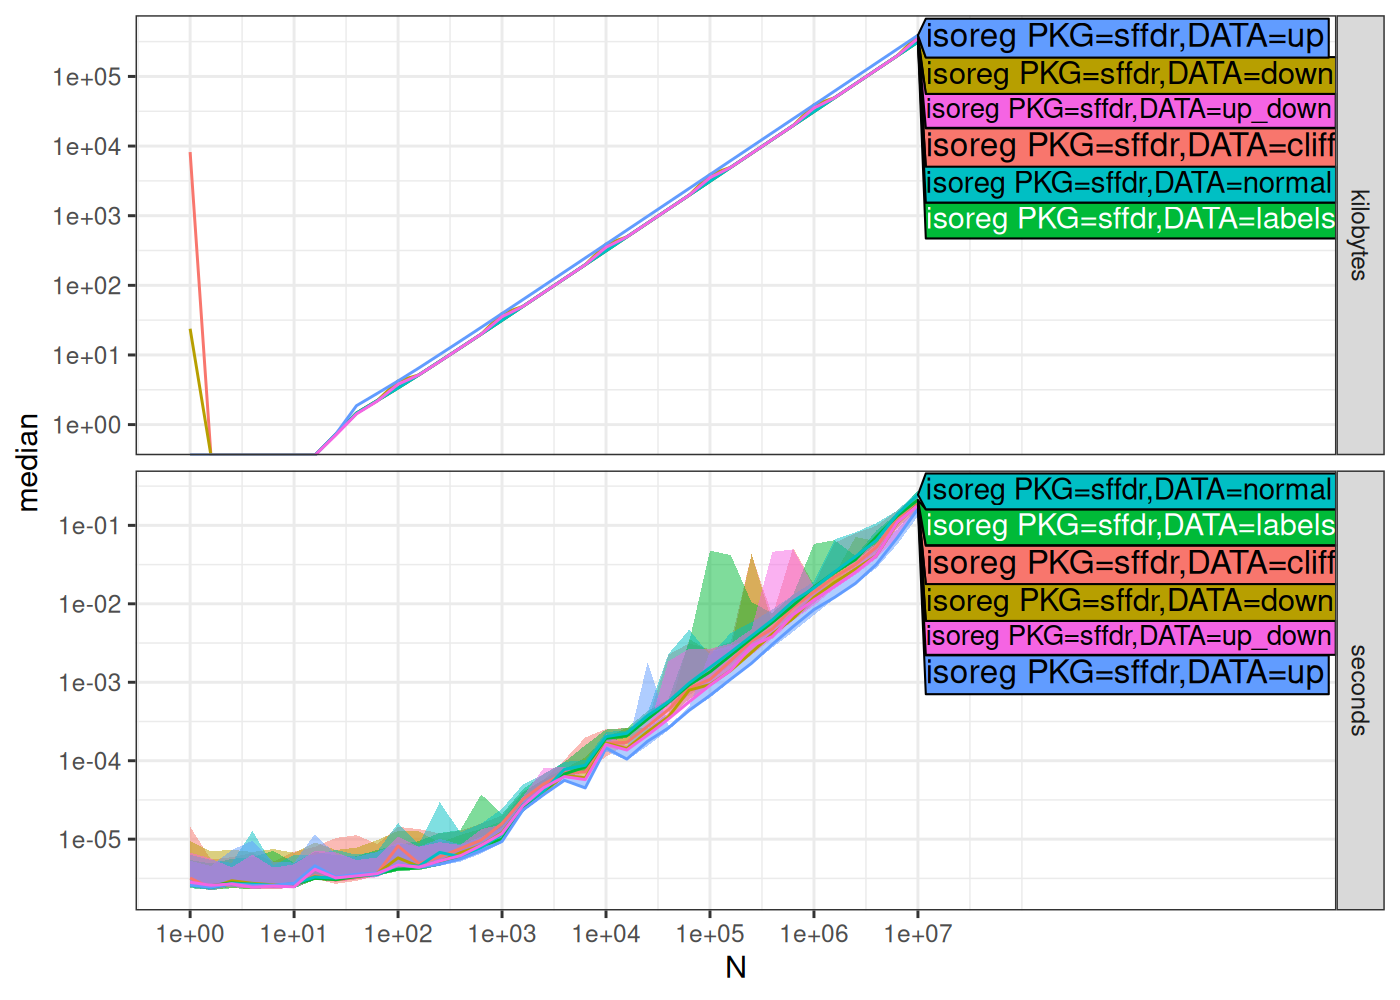 isoreg PKG=sffdr,DATA=up
isoreg PKG=sffdr,DATA=down
isoreg PKG=sffdr,DATA=up_down
isoreg PKG=sffdr,DATA=cliff
isoreg PKG=sffdr,DATA=normal
isoreg PKG=sffdr,DATA=labels
1e+05
1e+04
1e+03
1e+02
1e+01
1e+00
kilobytes
median
isoreg PKG=sffdr,DATA=normal
isoreg PKG=sffdr,DATA=labels
isoreg PKG=sffdr,DATA=cliff
isoreg PKG=sffdr,DATA=down
isoreg PKG=sffdr,DATA=up_down
isoreg PKG=sffdr,DATA=up
1e-01
1e-02
1e-03
1e-04
1e-05
seconds
1e+00 1e+01 1e+02 1e+03 1e+04 1e+05 1e+06 1e+07
N